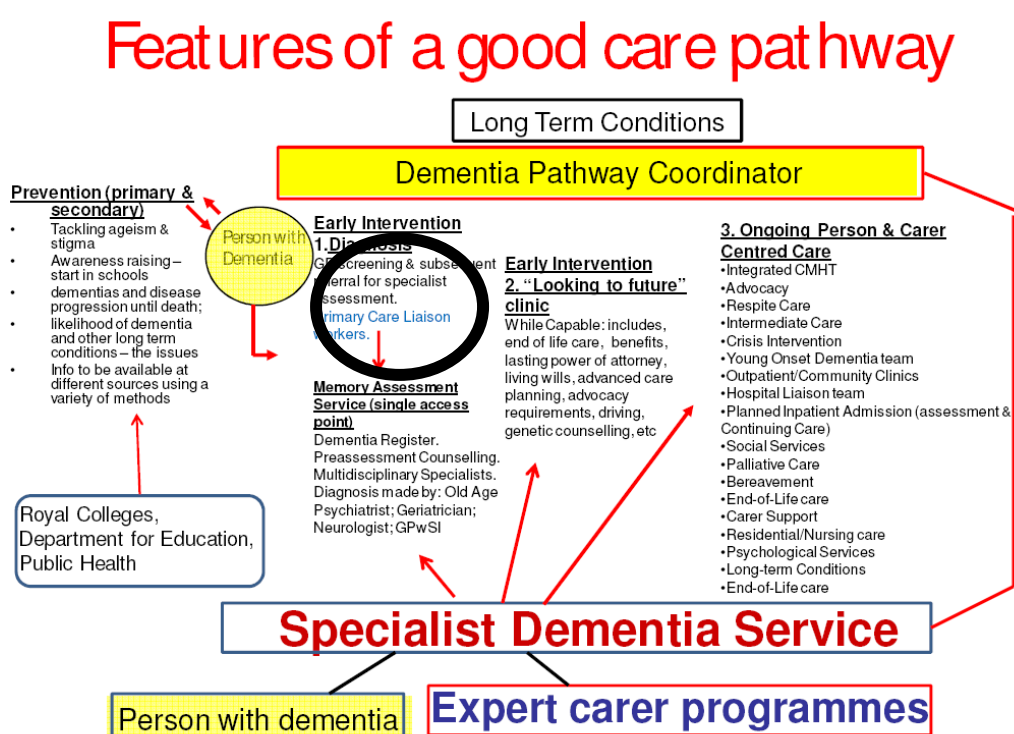 Features of a good care pathway
Long Term Conditions
Dementia Pathway Coordinator
Prevention (primary &
secondary)
• Tackling ageism &
stigma
• Awareness raising –
start in schools
• dementias and disease
progression until death;
• likelihood of dementia
and other long term
conditions – the issues
• Info to be available at
different sources using a
variety of methods
Royal Colleges,
Department for Education,
Public Health
Person with
Dementia
Early Intervention
1.Diagnosis
GP screening & subsequent
referral for specialist
assessment.
Primary Care Liaison
workers.
Memory Assessment
Service (single access
point)
Dementia Register.
Preassessment Counselling.
Multidisciplinary Specialists.
Diagnosis made by: Old Age
Psychiatrist; Geriatrician;
Neurologist; GPwSI
Early Intervention
2. “Looking to future”
clinic
While Capable: includes,
end of life care, benefits,
lasting power of attorney,
living wills, advanced care
planning, advocacy
requirements, driving,
genetic counselling, etc
3. Ongoing Person & Carer
Centred Care
•Integrated CMHT
•Advocacy
•Respite Care
•Intermediate Care
•Crisis Intervention
•Young Onset Dementia team
•Outpatient/Community Clinics
•Hospital Liaison team
•Planned Inpatient Admission (assessment &
Continuing Care)
•Social Services
•Palliative Care
•Bereavement
•End-of-Life care
•Carer Support
•Residential/Nursing care
•Psychological Services
•Long-term Conditions
•End-of-Life care
Specialist Dementia Service
Person with dementia
Expert carer programmes